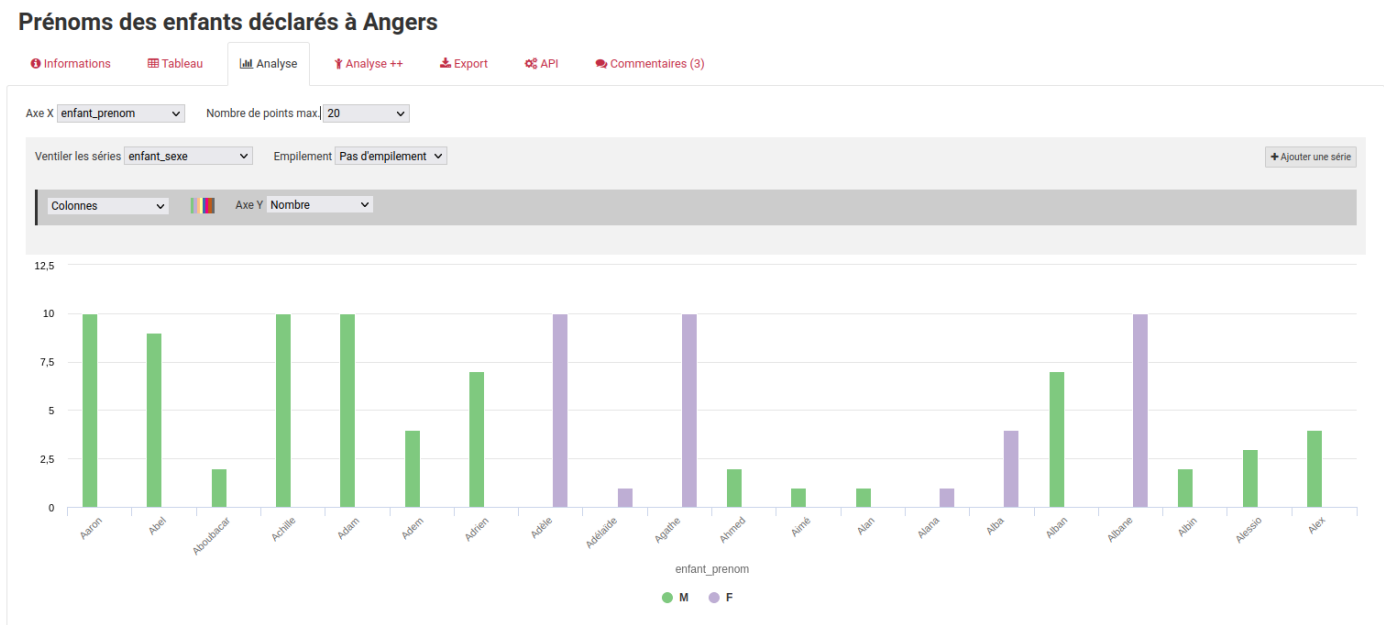 Prénoms des enfants déclarés à Angers
Informations Tableau Analyse Analyse ++ Export API Commentaires (3)
Axe X enfant_prenom Nombre de points max. 20
Ventiler les séries enfant_sexe Empilement Pas d'empilement + Ajouter une série
Colonnes Axe Y Nombre
12,5
10
7,5
5
2,5
0
Aaron Abel Aboubacar Achille Adam Adem Adrien Adèle Adélaïde Agathe Ahmed Aimé Alan Alana Alba Alban Albane Albin Alessio Alex
enfant_prenom
M F